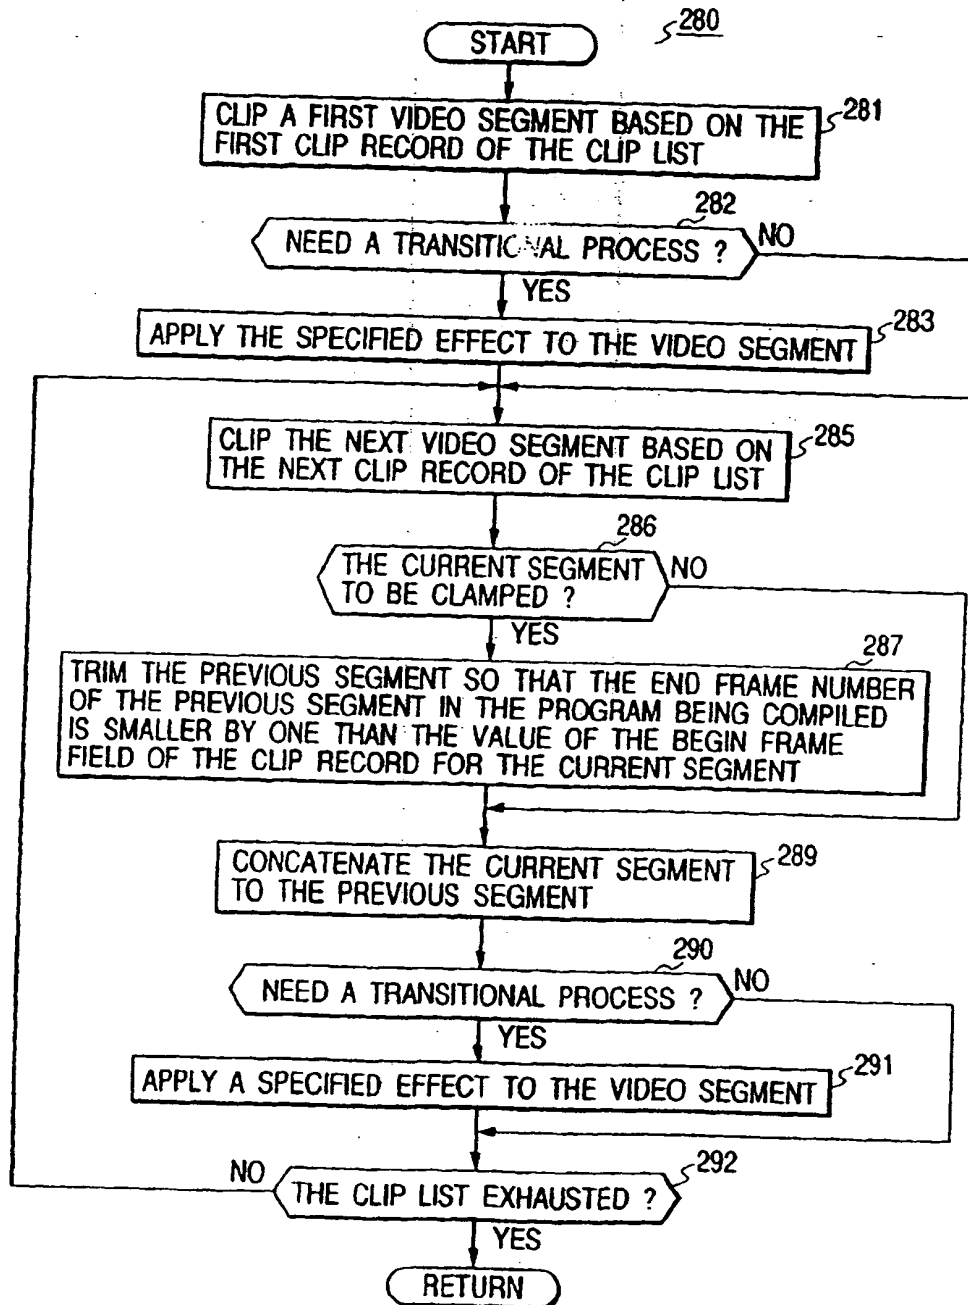 280
START
CLIP A FIRST VIDEO SEGMENT BASED ON THE
FIRST CLIP RECORD OF THE CLIP LIST
281
282
NEED A TRANSITIONAL PROCESS ?
NO
YES
283
APPLY THE SPECIFIED EFFECT TO THE VIDEO SEGMENT
CLIP THE NEXT VIDEO SEGMENT BASED ON
THE NEXT CLIP RECORD OF THE CLIP LIST
285
286
THE CURRENT SEGMENT
TO BE CLAMPED ?
NO
YES
287
TRIM THE PREVIOUS SEGMENT SO THAT THE END FRAME NUMBER
OF THE PREVIOUS SEGMENT IN THE PROGRAM BEING COMPILED
IS SMALLER BY ONE THAN THE VALUE OF THE BEGIN FRAME
FIELD OF THE CLIP RECORD FOR THE CURRENT SEGMENT
CONCATENATE THE CURRENT SEGMENT
TO THE PREVIOUS SEGMENT
289
290
NEED A TRANSITIONAL PROCESS ?
NO
YES
291
APPLY A SPECIFIED EFFECT TO THE VIDEO SEGMENT
292
NO
THE CLIP LIST EXHAUSTED ?
YES
RETURN